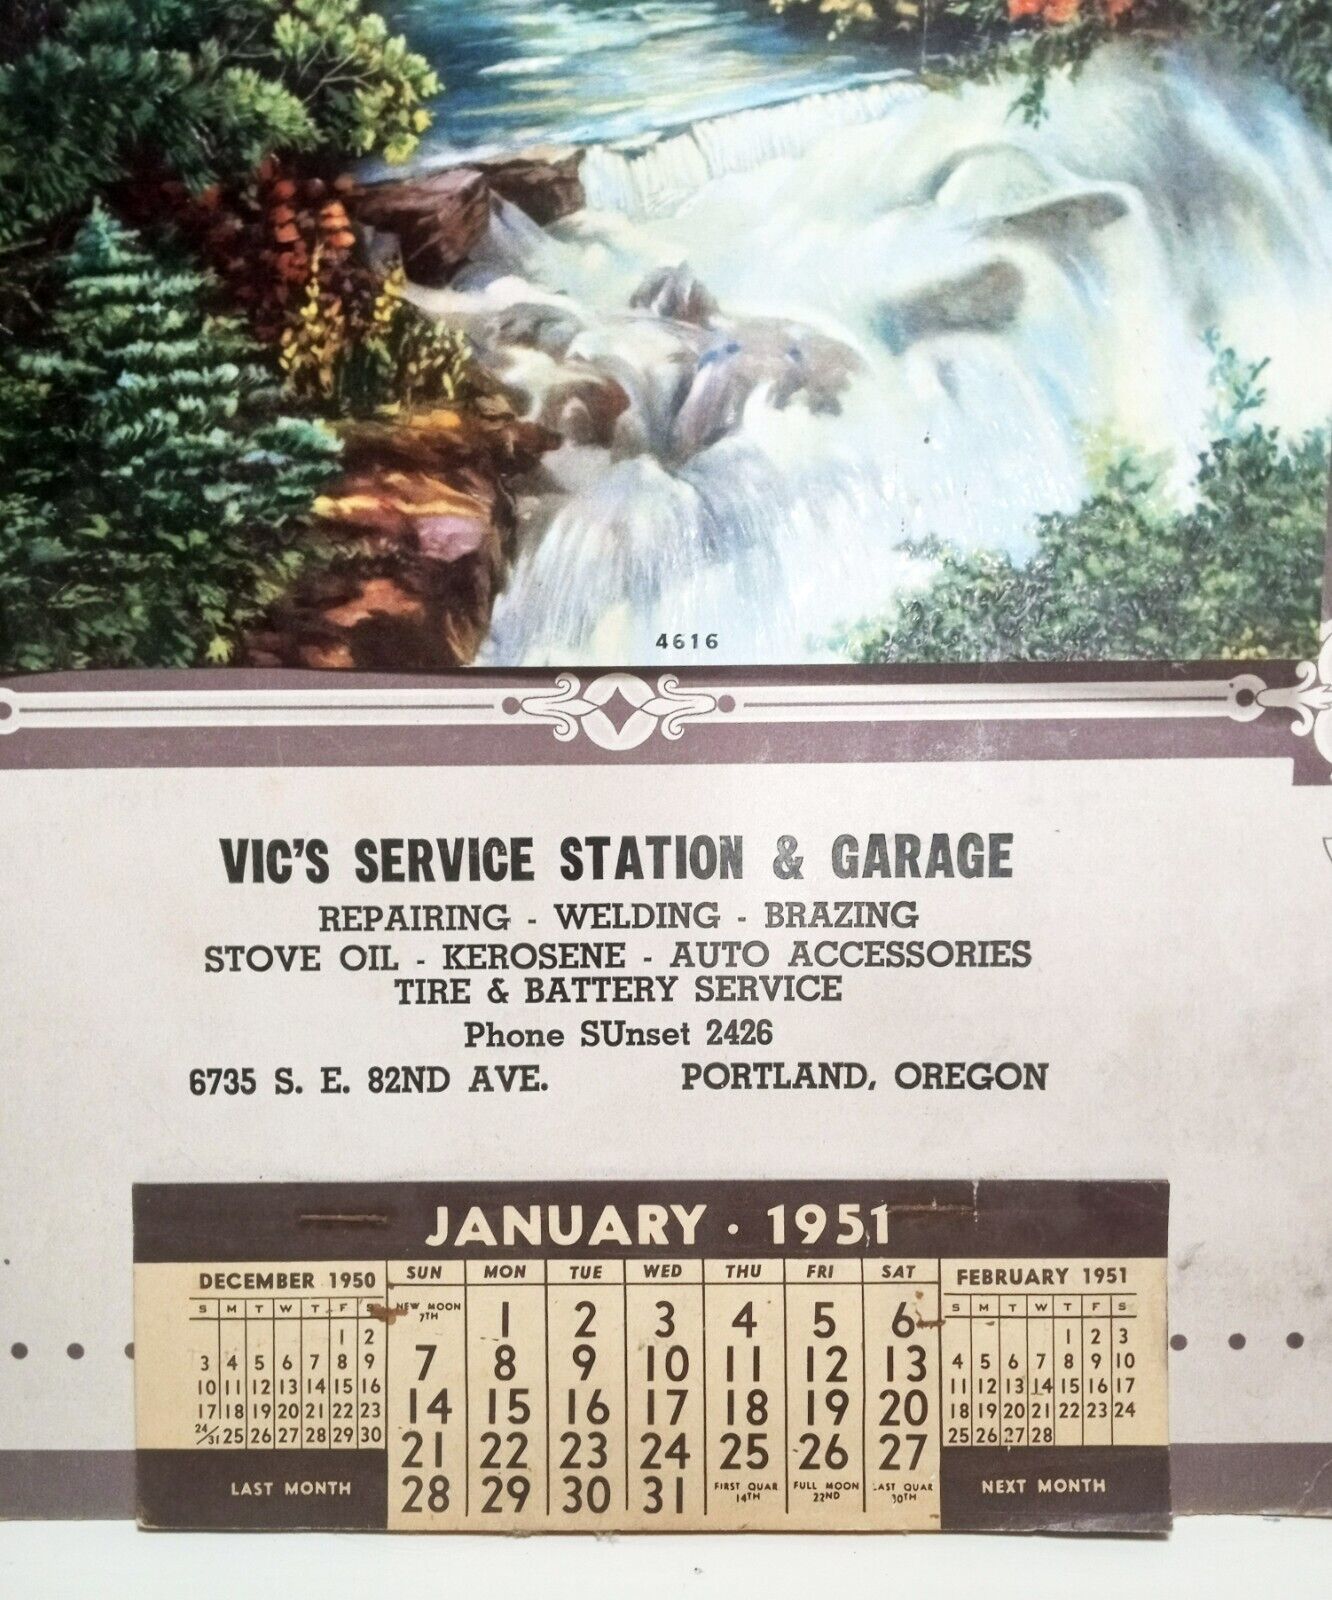 4616
VIC'S SERVICE STATION & GARAGE
REPAIRING - WELDING - BRAZING
STOVE OIL - KEROSENE - AUTO ACCESSORIES
TIRE & BATTERY SERVICE
Phone SUnset 2426
6735 S. E. 82ND AVE. PORTLAND, OREGON
JANUARY · 1951
DECEMBER 1950
S M T W T F S
1 2
3 4 5 6 7 8 9
10 11 12 13 14 15 16
17 18 19 20 21 22 23
24/31 25 26 27 28 29 30
LAST MONTH
SUN MON TUE WED THU FRI SAT
NEW MOON 7TH 1 2 3 4 5 6
7 8 9 10 11 12 13
14 15 16 17 18 19 20
21 22 23 24 25 26 27
28 29 30 31 FIRST QUAR 14TH FULL MOON 22ND LAST QUAR 30TH
FEBRUARY 1951
S M T W T F S
1 2 3
4 5 6 7 8 9 10
11 12 13 14 15 16 17
18 19 20 21 22 23 24
25 26 27 28
NEXT MONTH